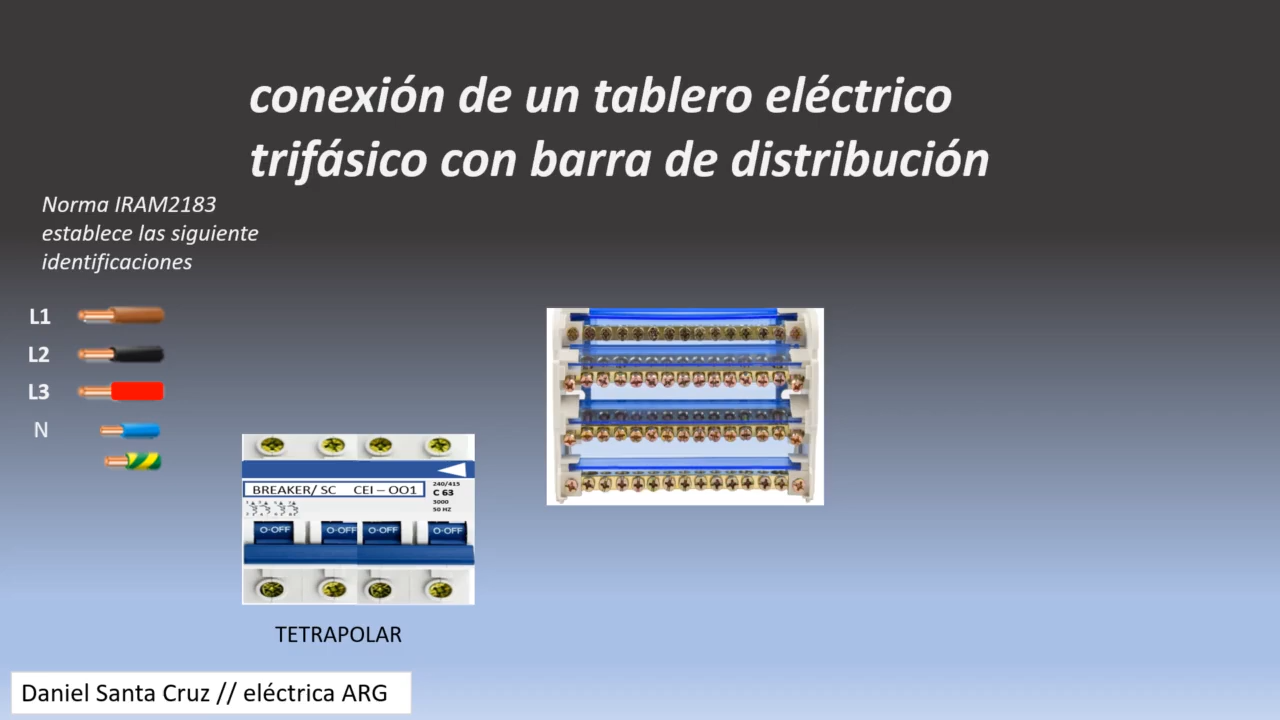 conexión de un tablero eléctrico
trifásico con barra de distribución
Norma IRAM2183
establece las siguiente
identificaciones
L1
L2
L3
N
BREAKER/ SC CEI – OO1
240/415
C 63
3000
50 HZ
O-OFF O-OFF O-OFF O-OFF
TETRAPOLAR
Daniel Santa Cruz // eléctrica ARG